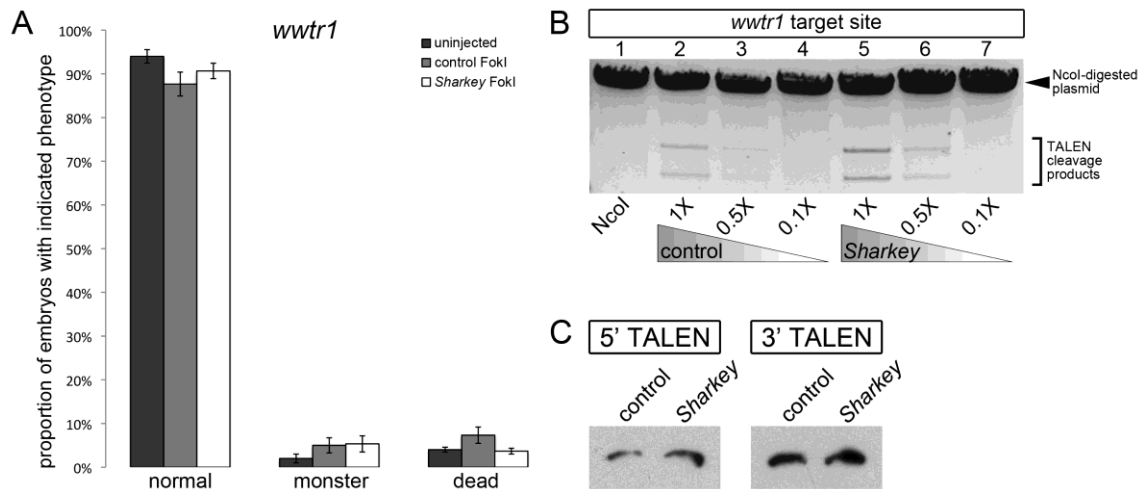 A
wwtr1
100%
90%
80%
70%
60%
50%
40%
30%
20%
10%
0%
proportion of embryos with indicated phenotype
uninjected
control FokI
Sharkey FokI
normal
monster
dead
B
wwtr1 target site
1 2 3 4 5 6 7
NcoI-digested
plasmid
TALEN
cleavage
products
NcoI 1X 0.5X 0.1X 1X 0.5X 0.1X
control
Sharkey
C
5’ TALEN
3’ TALEN
control Sharkey control Sharkey